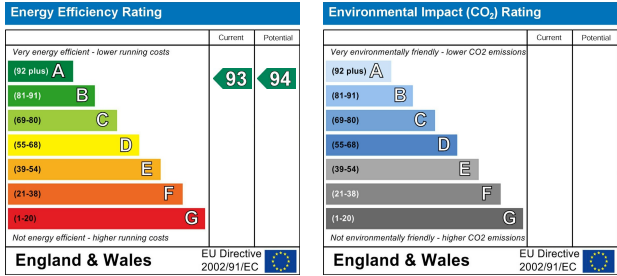 Energy Efficiency Rating
Current Potential
Very energy efficient - lower running costs
(92 plus) A
(81-91) B
(69-80) C
(55-68) D
(39-54) E
(21-38) F
(1-20) G
93 94
Not energy efficient - higher running costs
England & Wales
EU Directive
2002/91/EC
Environmental Impact (CO₂) Rating
Current Potential
Very environmentally friendly - lower CO2 emissions
(92 plus) A
(81-91) B
(69-80) C
(55-68) D
(39-54) E
(21-38) F
(1-20) G
Not environmentally friendly - higher CO2 emissions
England & Wales
EU Directive
2002/91/EC